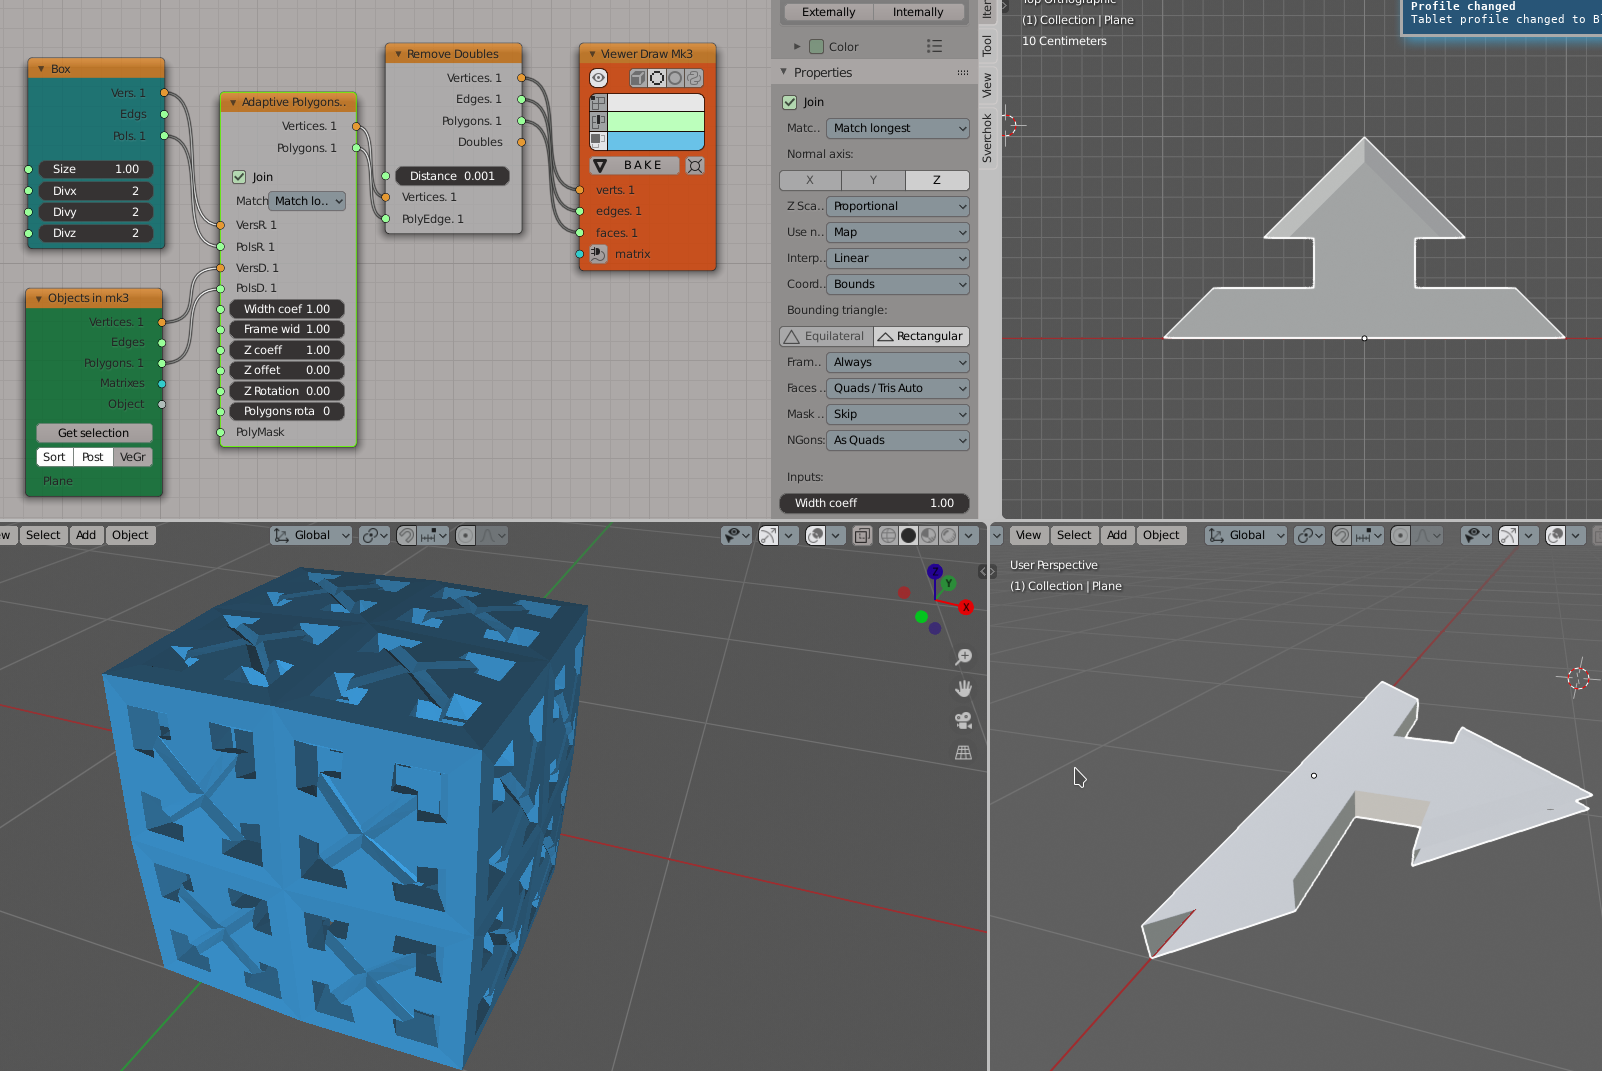 Box
Vers. 1
Edgs
Pols. 1
Size 1.00
Divx 2
Divy 2
Divz 2
Objects in mk3
Vertices. 1
Edges
Polygons. 1
Matrixes
Object
Get selection
Sort Post VeGr
Plane
Adaptive Polygons..
Vertices. 1
Polygons. 1
Join
Match Match lo..
VersR. 1
PolsR. 1
VersD. 1
PolsD. 1
Width coef 1.00
Frame wid 1.00
Z coeff 1.00
Z offet 0.00
Z Rotation 0.00
Polygons rota 0
PolyMask
Remove Doubles
Vertices. 1
Edges. 1
Polygons. 1
Doubles
Distance 0.001
Vertices. 1
PolyEdge. 1
Viewer Draw Mk3
BAKE
verts. 1
edges. 1
faces. 1
matrix
Externally Internally
Color
Properties
Join
Matc.. Match longest
Normal axis:
X Y Z
Z Sca.. Proportional
Use n.. Map
Interp.. Linear
Coord.. Bounds
Bounding triangle:
Equilateral Rectangular
Fram.. Always
Faces .. Quads / Tris Auto
Mask .. Skip
NGons: As Quads
Inputs:
Width coeff 1.00
Item
Tool
View
Sverchok
Top Orthographic
(1) Collection | Plane
10 Centimeters
Profile changed
Tablet profile changed to B
ew Select Add Object Global
Z
Y
X
View Select Add Object Global
User Perspective
(1) Collection | Plane